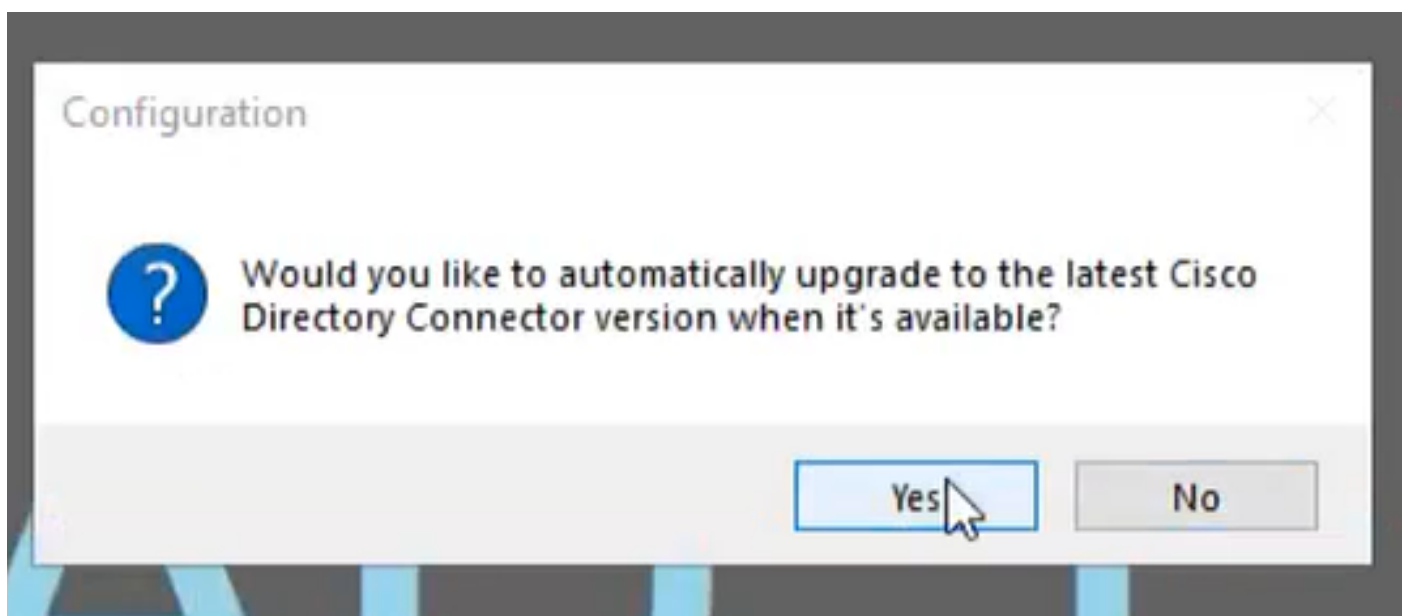 Configuration
Would you like to automatically upgrade to the latest Cisco
Directory Connector version when it's available?
Yes
No